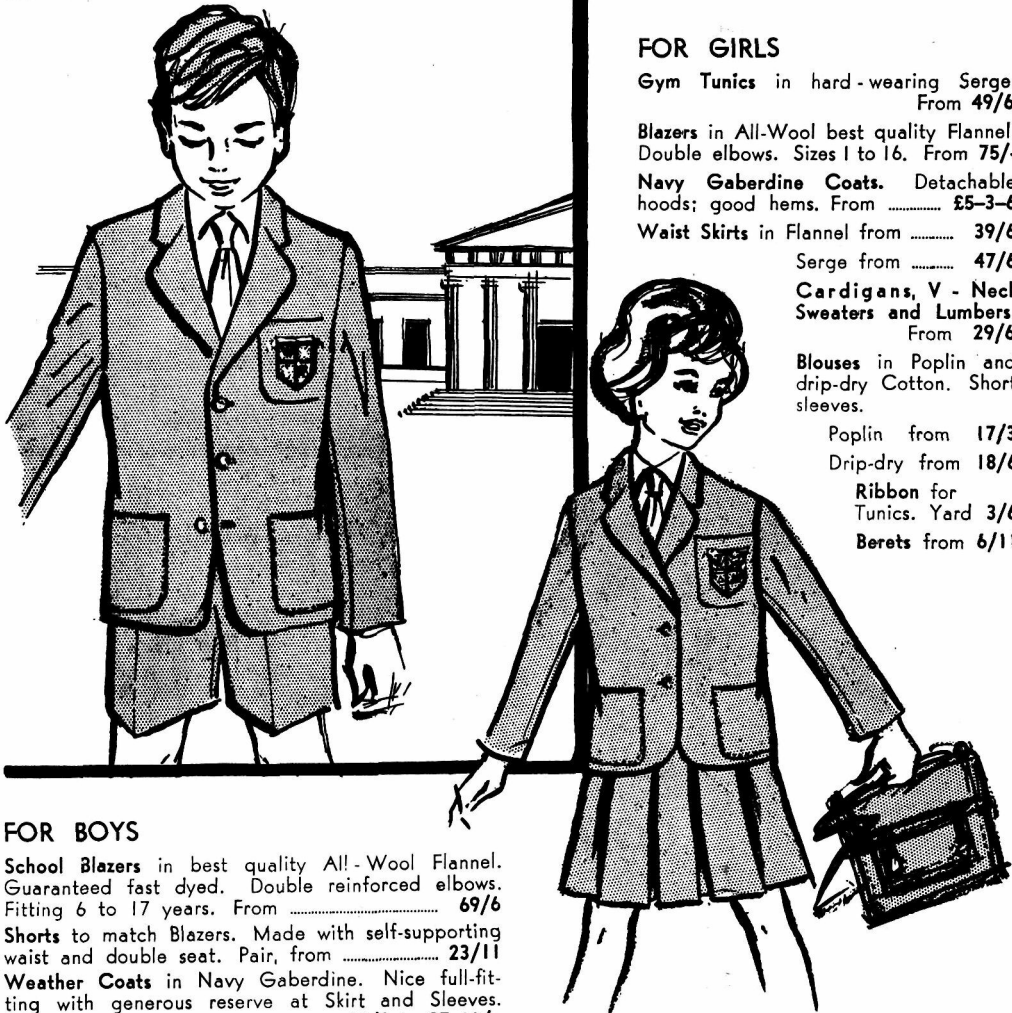 FOR GIRLS
Gym Tunics in hard - wearing Serge
From 49/6
Blazers in All-Wool best quality Flannel
Double elbows. Sizes 1 to 16. From 75/-
Navy Gaberdine Coats. Detachable
hoods; good hems. From ............... £5–3–6
Waist Skirts in Flannel from ............ 39/6
Serge from ............ 47/6
Cardigans, V - Neck
Sweaters and Lumbers
From 29/6
Blouses in Poplin and
drip-dry Cotton. Short
sleeves.
Poplin from 17/3
Drip-dry from 18/6
Ribbon for
Tunics. Yard 3/6
Berets from 6/11
FOR BOYS
School Blazers in best quality All - Wool Flannel.
Guaranteed fast dyed. Double reinforced elbows.
Fitting 6 to 17 years. From ............................................ 69/6
Shorts to match Blazers. Made with self-supporting
waist and double seat. Pair, from ............................ 23/11
Weather Coats in Navy Gaberdine. Nice full-fit-
ting with generous reserve at Skirt and Sleeves.